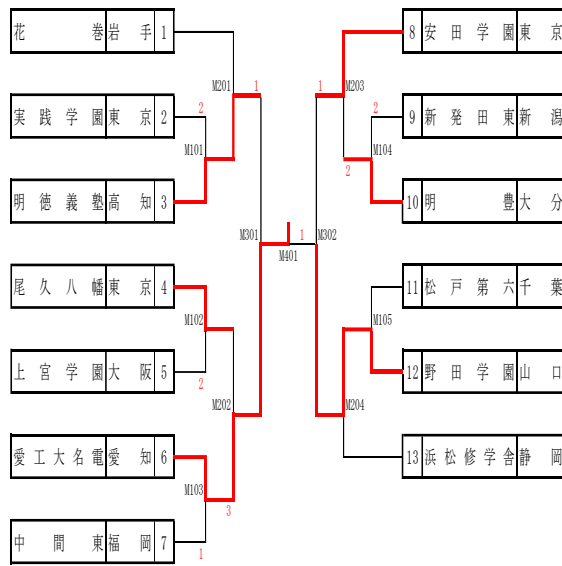 花巻 岩手 1
実践学園 東京 2
明徳義塾 高知 3
尾久八幡 東京 4
上宮学園 大阪 5
愛工大名電 愛知 6
中間東 福岡 7
M201
1
2
M101
M301
M102
2
M202
M103
3
1
M401
1
M302
1
M203
2
M104
2
M105
M204
8 安田学園 東京
9 新発田東 新潟
10 明豊 大分
11 松戸第六 千葉
12 野田学園 山口
13 浜松修学舎 静岡